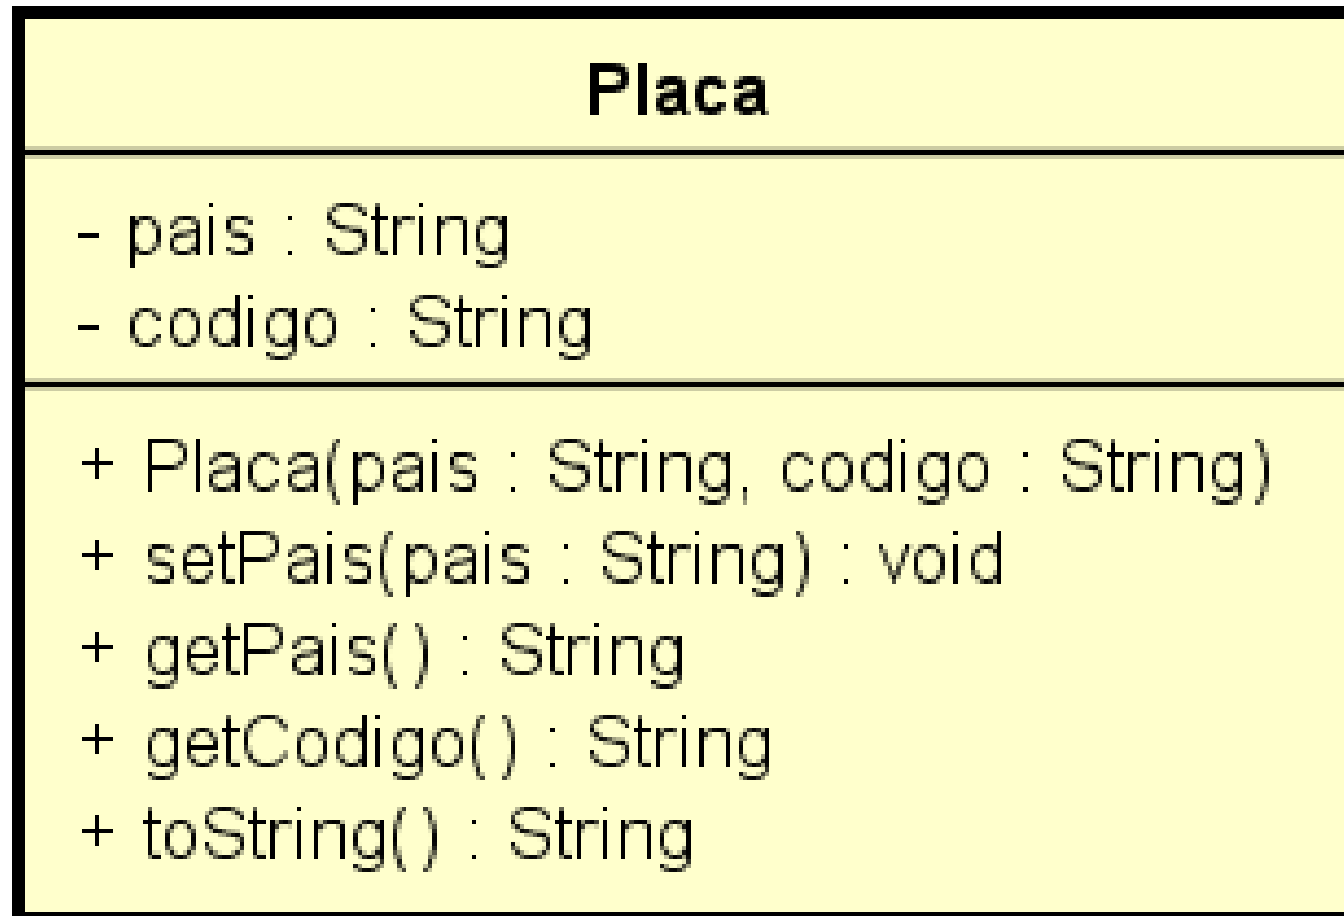 Placa
- pais : String
- codigo : String
+ Placa(pais : String, codigo : String)
+ setPais(pais : String) : void
+ getPais() : String
+ getCodigo() : String
+ toString() : String